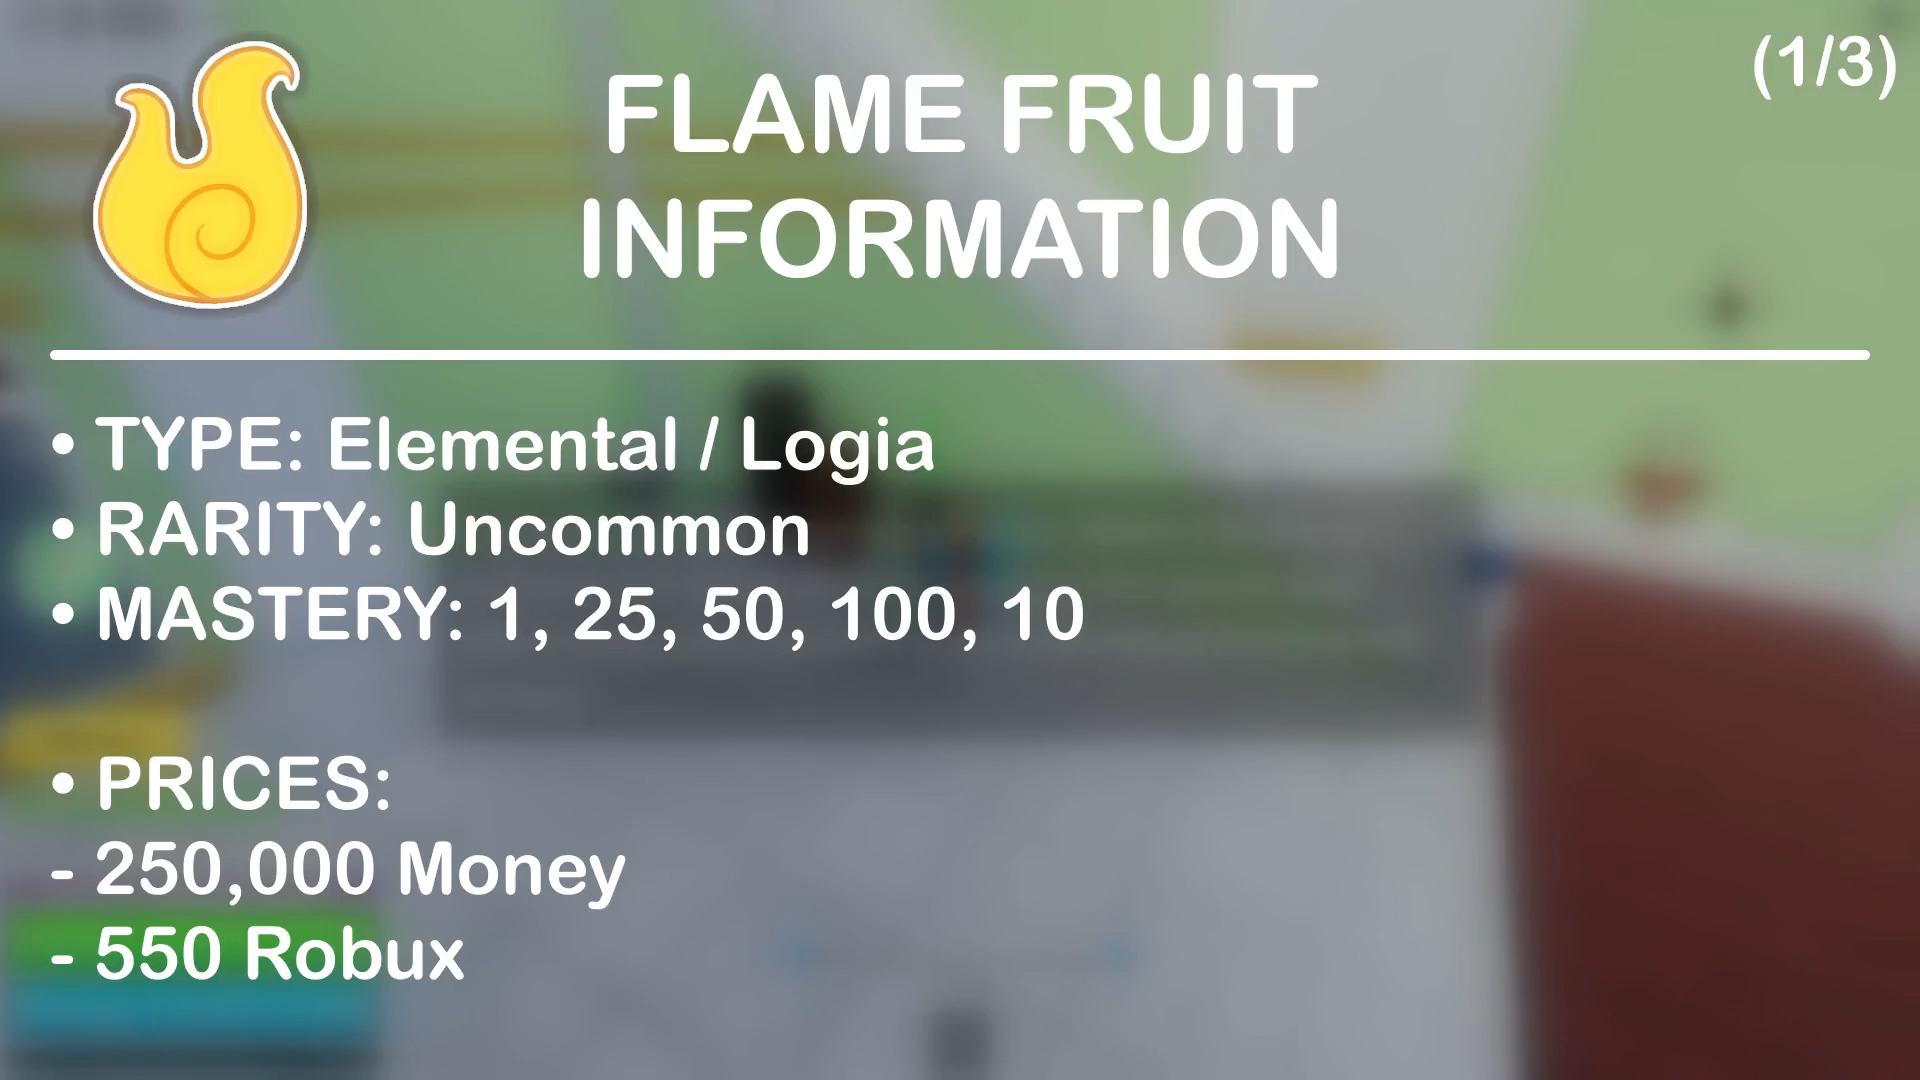 (1/3)
FLAME FRUIT
INFORMATION
• TYPE: Elemental / Logia
• RARITY: Uncommon
• MASTERY: 1, 25, 50, 100, 10
• PRICES:
- 250,000 Money
- 550 Robux